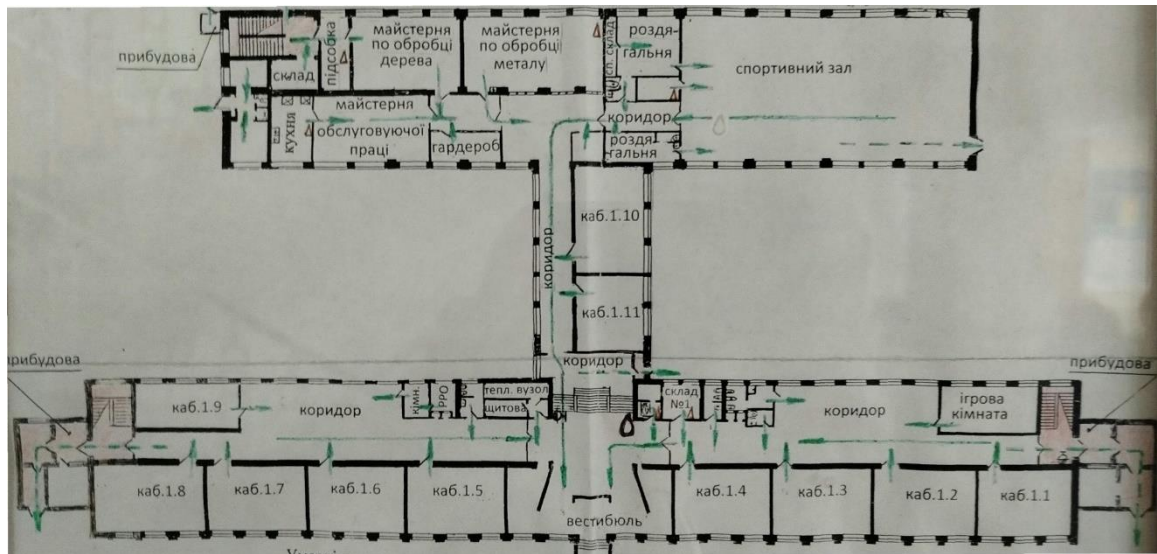 прибудова
склад
підсобка
майстерня
по обробці
дерева
майстерня
по обробці
металу
сп. склад
роздя-
гальня
спортивний зал
кухня
майстерня
обслуговуючої
праці
гардероб
коридор
роздя-
гальня
каб.1.10
коридор
каб.1.11
коридор
прибудова
каб.1.9
коридор
кімн.
РРО
тепл. вузол
щитова
склад
№1
коридор
ігрова
кімната
прибудова
каб.1.8
каб.1.7
каб.1.6
каб.1.5
вестибюль
каб.1.4
каб.1.3
каб.1.2
каб.1.1